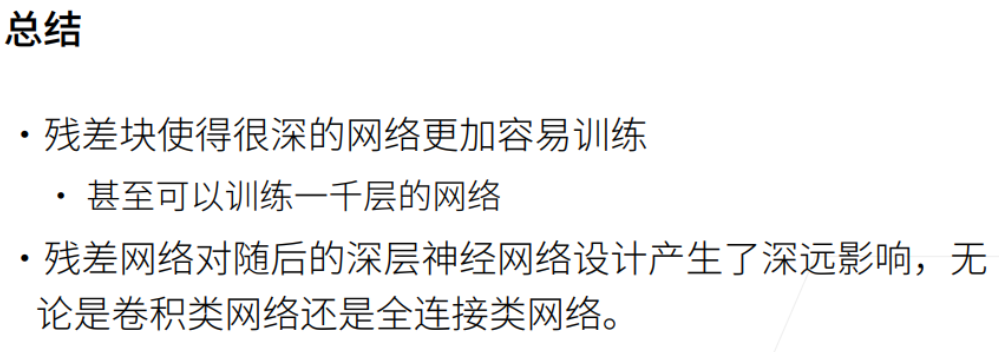 总结
• 残差块使得很深的网络更加容易训练
• 甚至可以训练一千层的网络
• 残差网络对随后的深层神经网络设计产生了深远影响，无
论是卷积类网络还是全连接类网络。